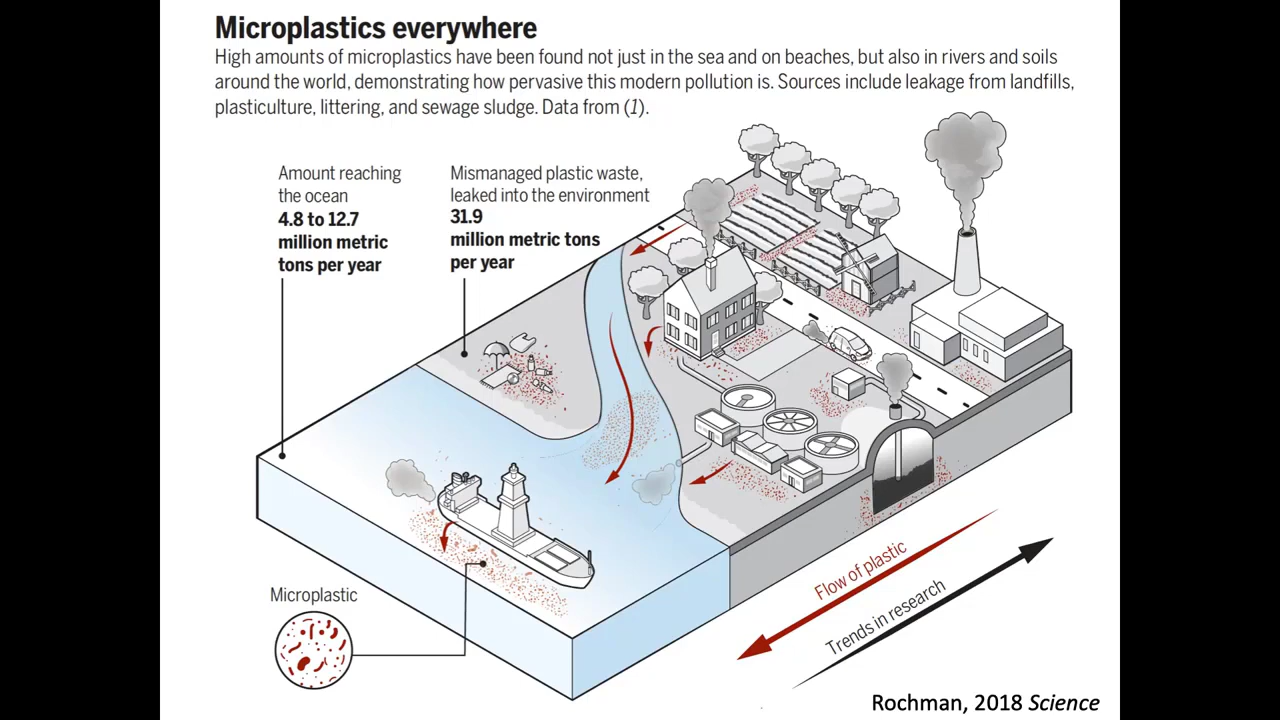 Microplastics everywhere
High amounts of microplastics have been found not just in the sea and on beaches, but also in rivers and soils
around the world, demonstrating how pervasive this modern pollution is. Sources include leakage from landfills,
plasticulture, littering, and sewage sludge. Data from (1).
Amount reaching
the ocean
4.8 to 12.7
million metric
tons per year
Mismanaged plastic waste,
leaked into the environment
31.9
million metric tons
per year
Microplastic
Flow of plastic
Trends in research
Rochman, 2018 Science